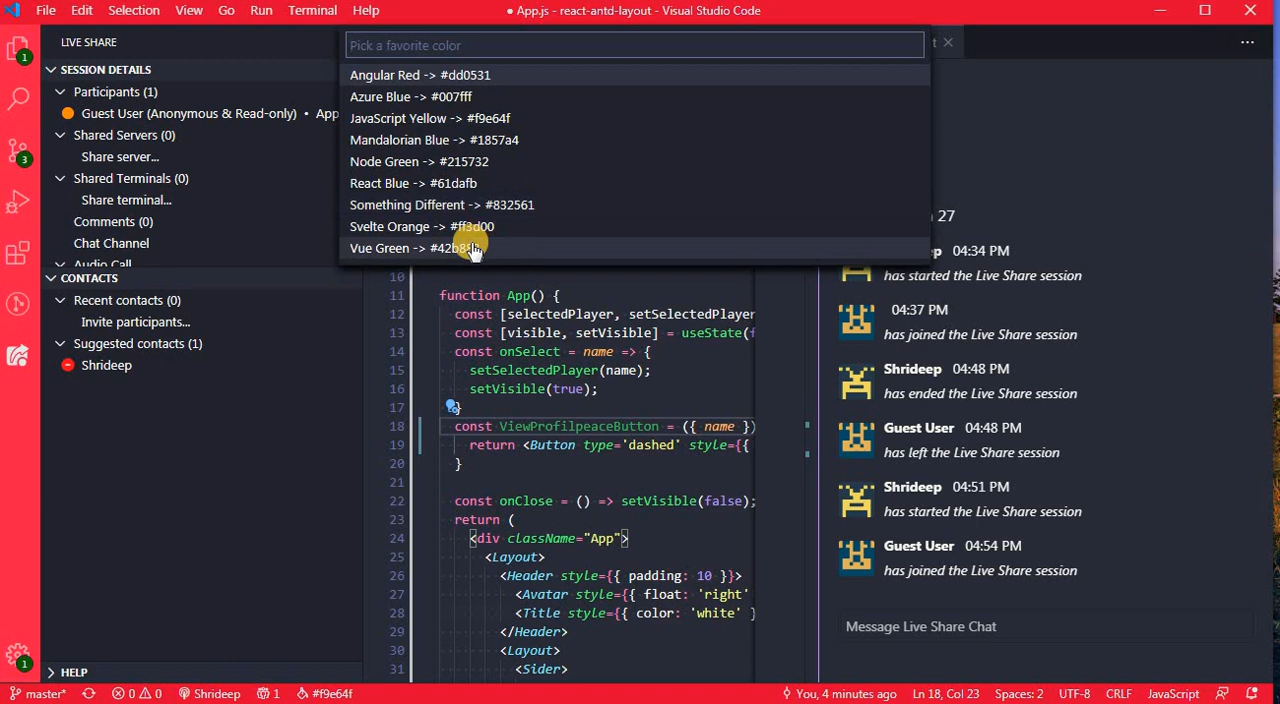 File Edit Selection View Go Run Terminal Help
● App.js - react-antd-layout - Visual Studio Code
LIVE SHARE
SESSION DETAILS
Participants (1)
Guest User (Anonymous & Read-only) • App
Shared Servers (0)
Share server...
Shared Terminals (0)
Share terminal...
Comments (0)
Chat Channel
Audio Call
CONTACTS
Recent contacts (0)
Invite participants...
Suggested contacts (1)
Shrideep
HELP
1
3
1
Pick a favorite color
Angular Red -> #dd0531
Azure Blue -> #007fff
JavaScript Yellow -> #f9e64f
Mandalorian Blue -> #1857a4
Node Green -> #215732
React Blue -> #61dafb
Something Different -> #832561
Svelte Orange -> #ff3d00
Vue Green ->
10
11 function App() {
12 const [selectedPlayer, setSelectedPlayer
13 const [visible, setVisible] = useState(f
14 const onSelect = name => {
15 setSelectedPlayer(name);
16 setVisible(true);
17 }
18 const ViewProfilpeaceButton = ({ name })
19 return <Button type='dashed' style={{
20 }
21
22 const onClose = () => setVisible(false);
23 return (
24 <div className="App">
25 <Layout>
26 <Header style={{ padding: 10 }}>
27 <Avatar style={{ float: 'right'
28 <Title style={{ color: 'white' }
29 </Header>
30 <Layout>
31 <Sider>
t
27
04:34 PM
has started the Live Share session
04:37 PM
has joined the Live Share session
Shrideep 04:48 PM
has ended the Live Share session
Guest User 04:48 PM
has left the Live Share session
Shrideep 04:51 PM
has started the Live Share session
Guest User 04:54 PM
has joined the Live Share session
Message Live Share Chat
master* 0 0 Shrideep 1 #f9e64f You, 4 minutes ago Ln 18, Col 23 Spaces: 2 UTF-8 CRLF JavaScript